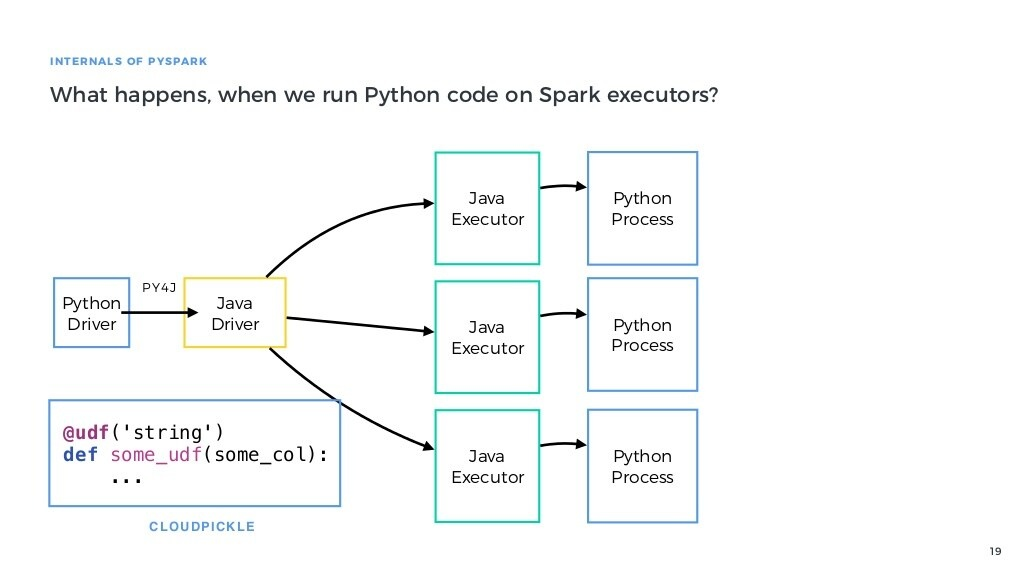 INTERNALS OF PYSPARK
What happens, when we run Python code on Spark executors?
Java
Executor
Python
Process
PY4J
Python
Driver
Java
Driver
Java
Executor
Python
Process
@udf('string')
def some_udf(some_col):
...
CLOUDPICKLE
Java
Executor
Python
Process
19